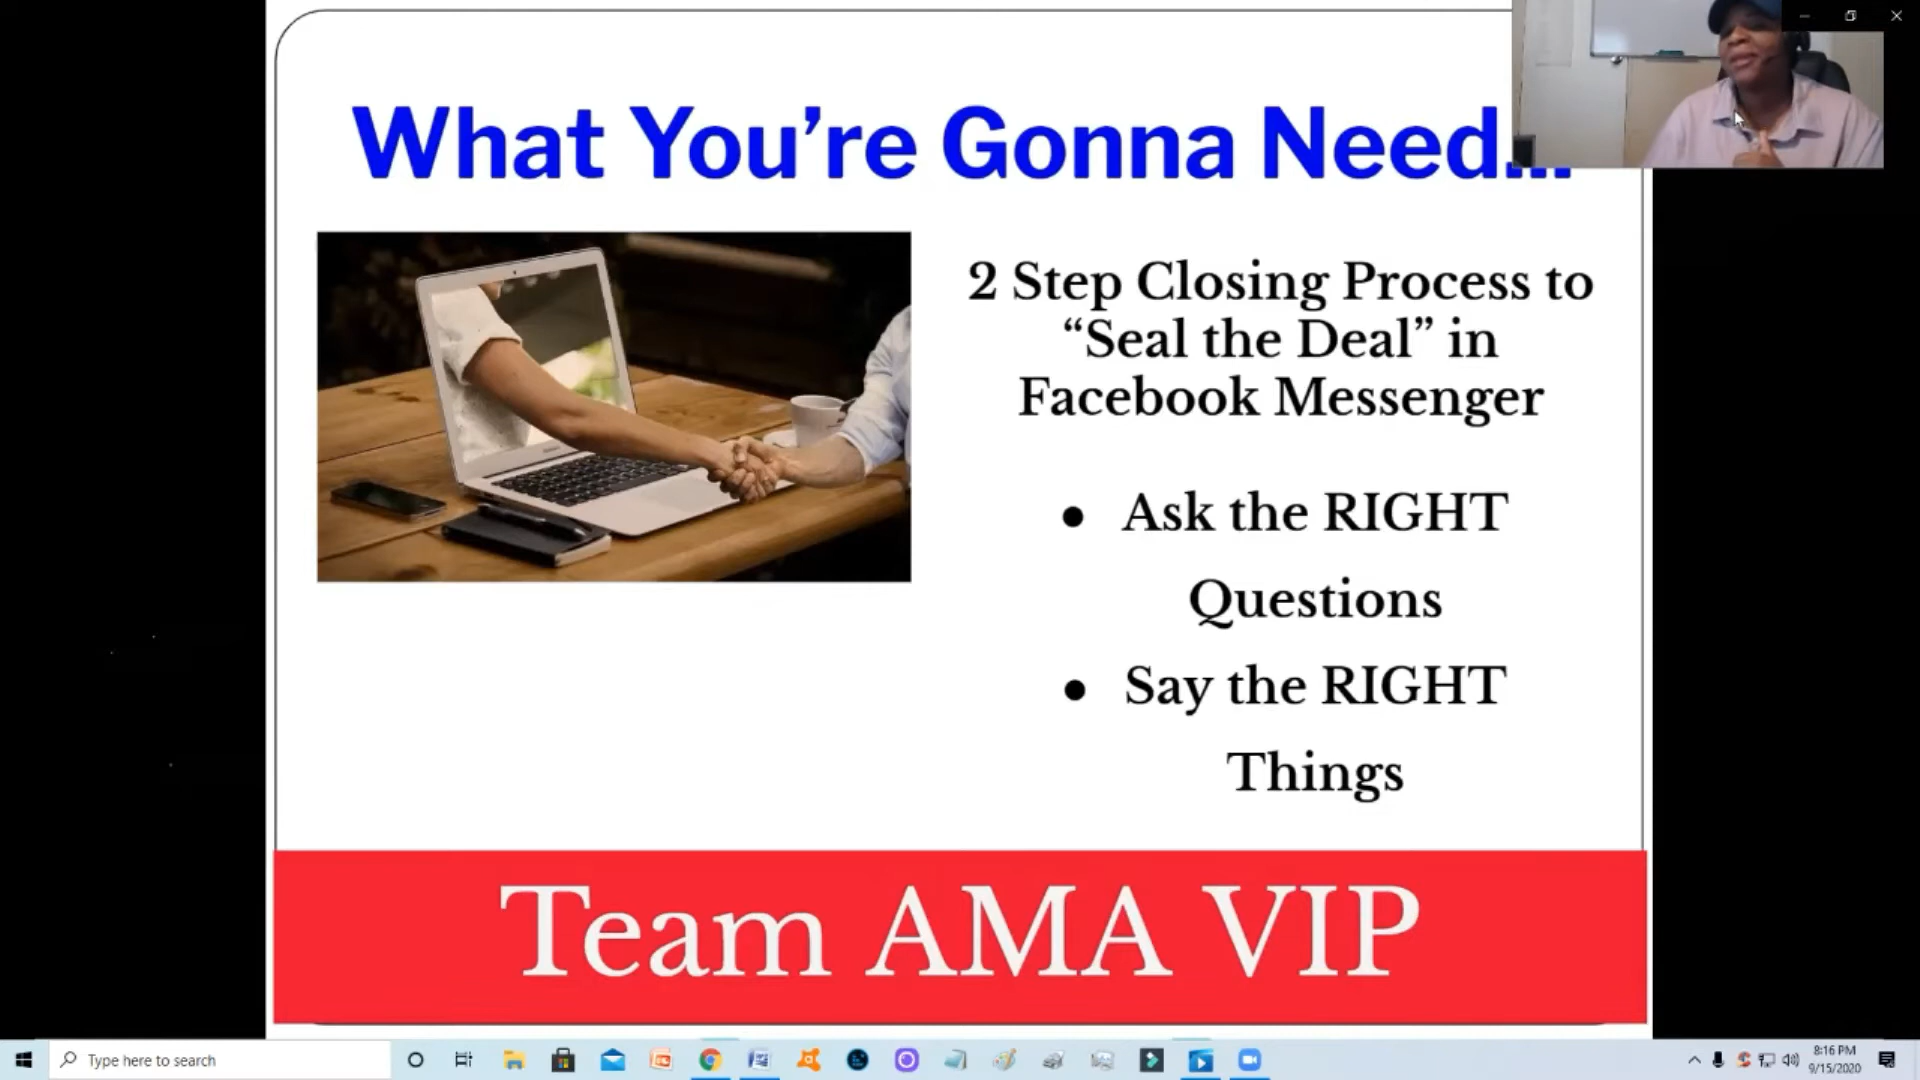 What You're Gonna Need...
2 Step Closing Process to
“Seal the Deal” in
Facebook Messenger
● Ask the RIGHT
Questions
● Say the RIGHT
Things
Team AMA VIP
Type here to search
8:16 PM
9/15/2020